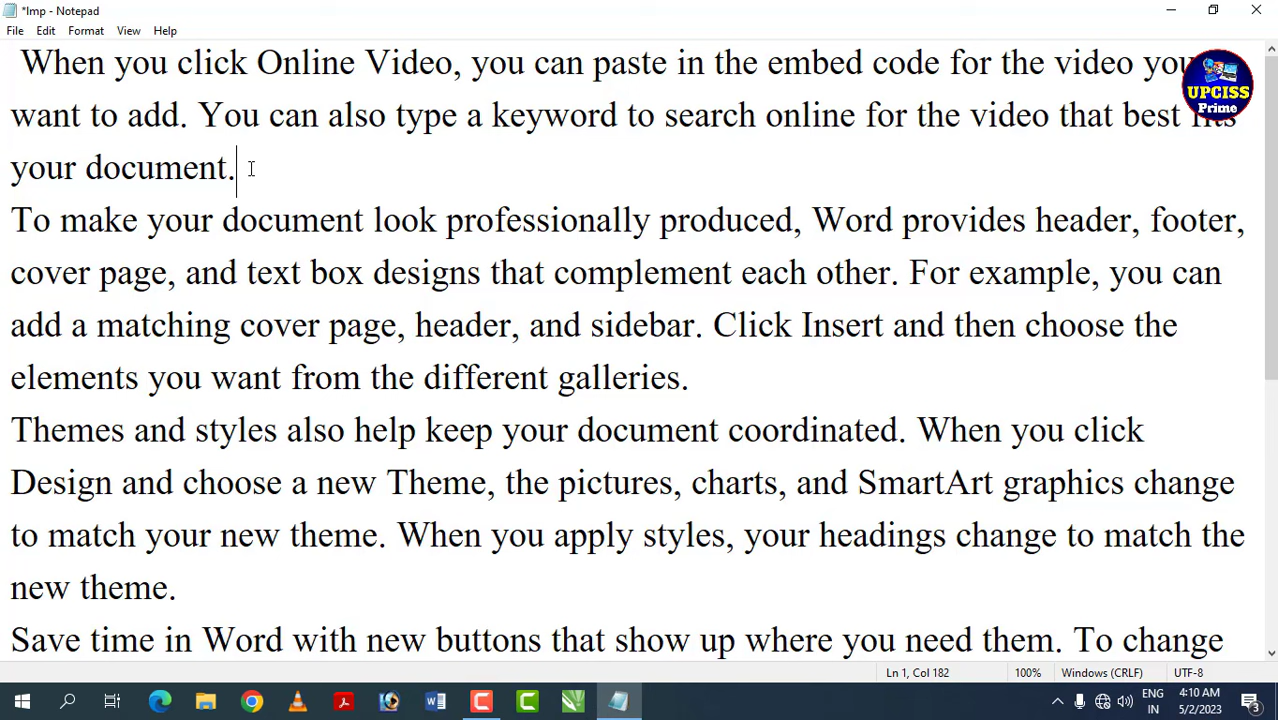 *Imp - Notepad
File Edit Format View Help
When you click Online Video, you can paste in the embed code for the video you
want to add. You can also type a keyword to search online for the video that best fits
your document.
To make your document look professionally produced, Word provides header, footer,
cover page, and text box designs that complement each other. For example, you can
add a matching cover page, header, and sidebar. Click Insert and then choose the
elements you want from the different galleries.
Themes and styles also help keep your document coordinated. When you click
Design and choose a new Theme, the pictures, charts, and SmartArt graphics change
to match your new theme. When you apply styles, your headings change to match the
new theme.
Save time in Word with new buttons that show up where you need them. To change
UPCISS
Prime
Ln 1, Col 182 100% Windows (CRLF) UTF-8
ENG
IN
4:10 AM
5/2/2023
3